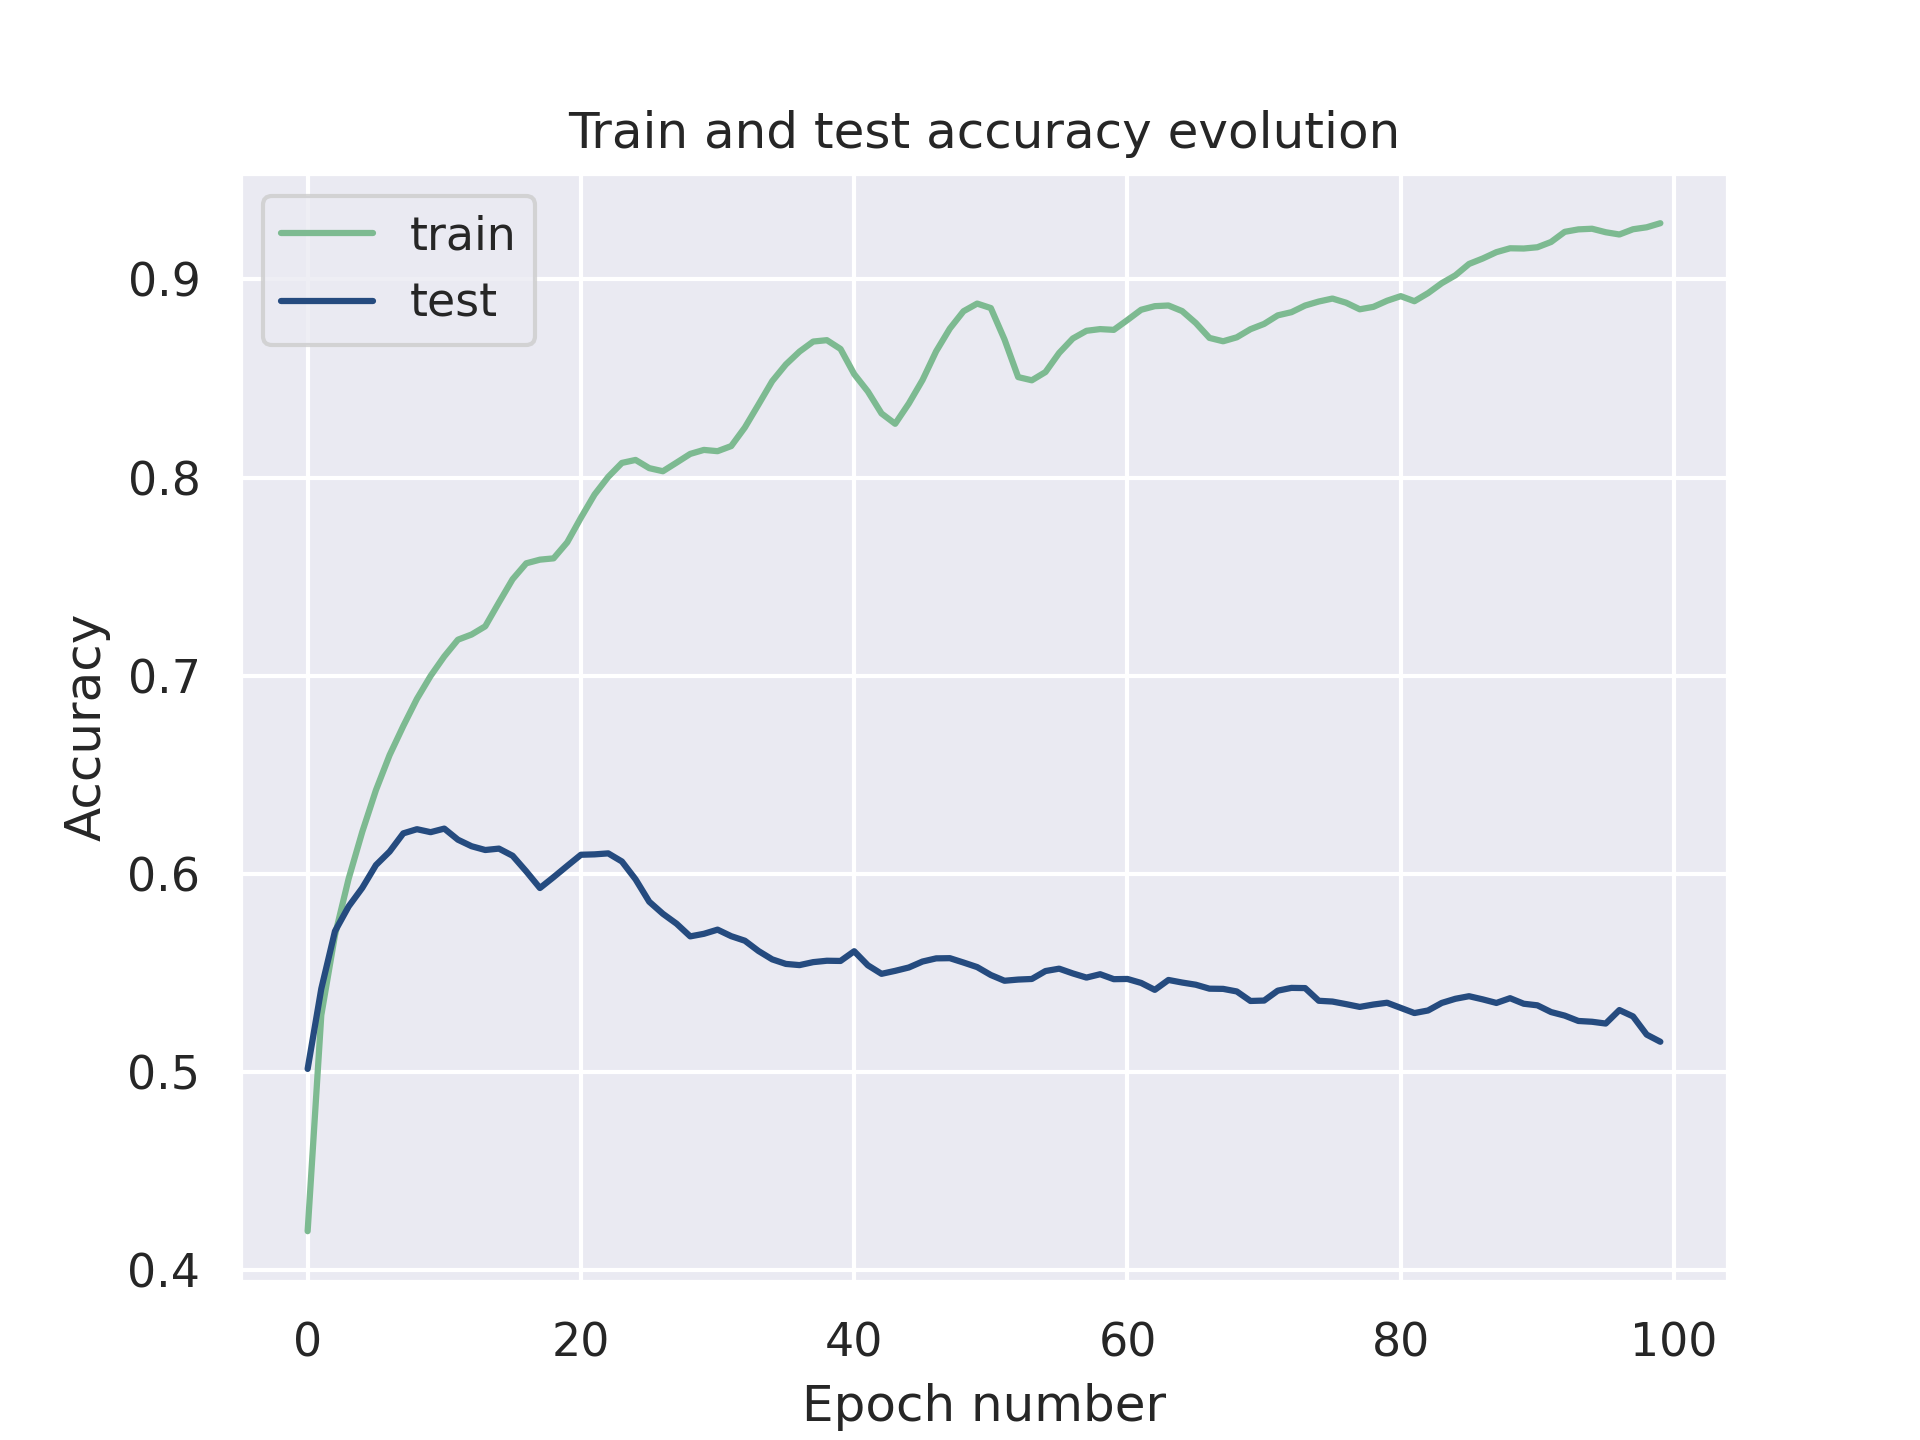 Train and test accuracy evolution
train
test
Accuracy
0.9
0.8
0.7
0.6
0.5
0.4
0 20 40 60 80 100
Epoch number